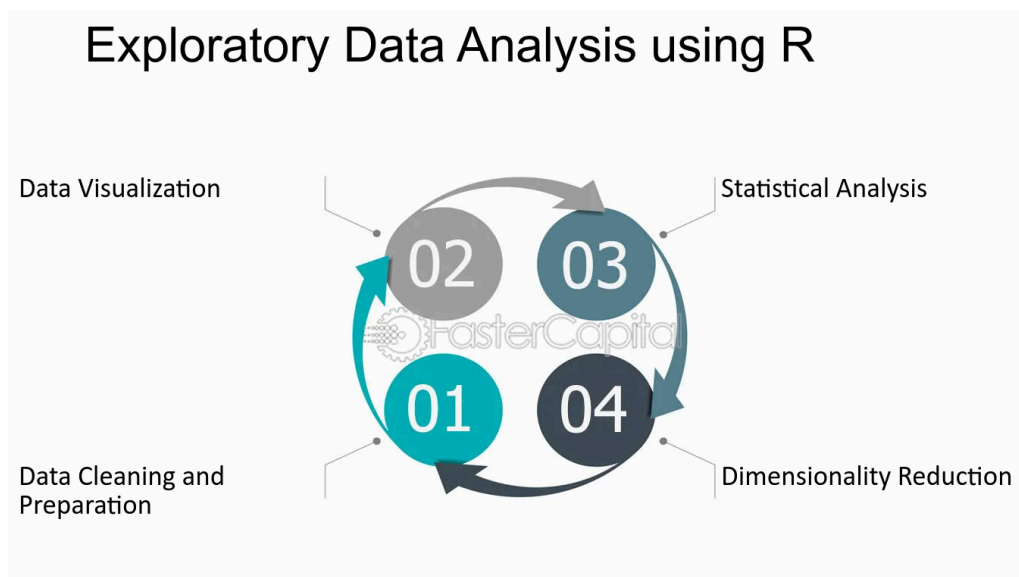 Exploratory Data Analysis using R
Data Visualization
02
03
Statistical Analysis
FasterCapital
01
04
Data Cleaning and
Preparation
Dimensionality Reduction